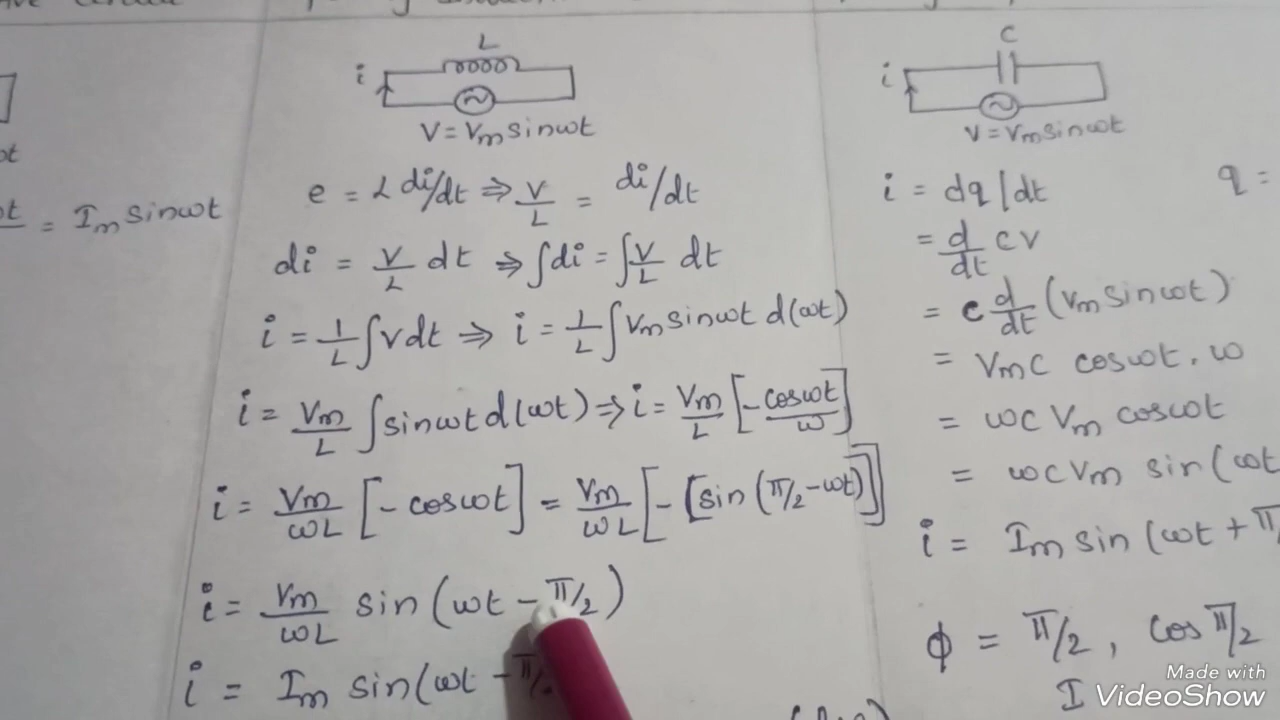 L
i
V = Vm sinωt
e = L di/dt ⇒ V/L = di/dt
di = V/L dt ⇒ ∫di = ∫V/L dt
i = 1/L ∫V dt ⇒ i = 1/L ∫Vm sinωt d(ωt)
i = Vm/L ∫sinωt d(ωt) ⇒ i = Vm/L [-cosωt/ω]
i = Vm/ωL [-cosωt] = Vm/ωL [-[sin(π/2-ωt)]]
i = Vm/ωL sin(ωt - π/2)
i = Im sin(ωt - π/
C
i
V = Vm sinωt
i = dq/dt
q =
= d/dt CV
= C d/dt (Vm sinωt)
= VmC cosωt. ω
= ωC Vm cosωt
= ωC Vm sin(ωt
i = Im sin(ωt + π
ϕ = π/2, cos π/2
I
ωt
= Im sinωt
Made with
VideoShow